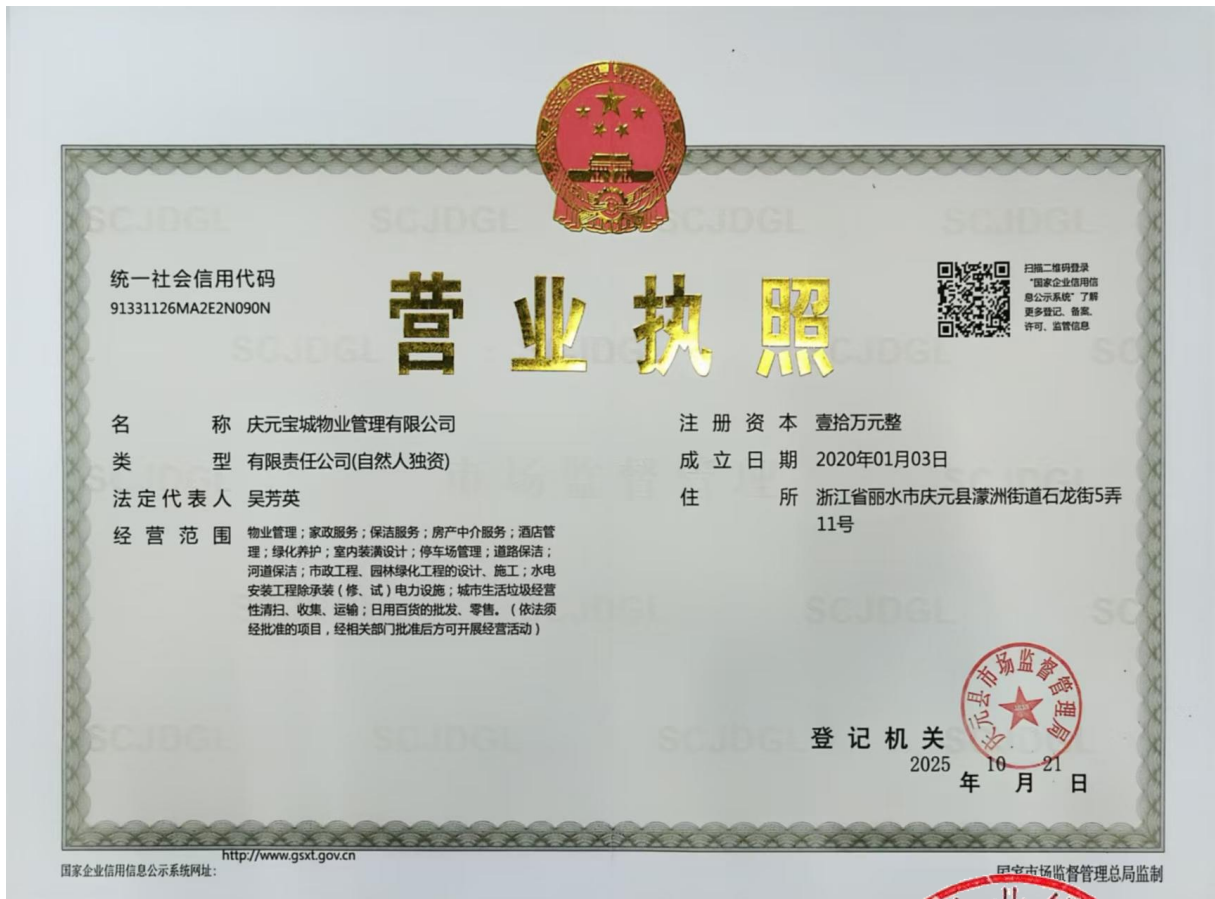 统一社会信用代码
91331126MA2E2N090N
营业执照
扫描二维码登录
“国家企业信用信
息公示系统”了解
更多登记、备案、
许可、监管信息
名称 庆元宝城物业管理有限公司
类型 有限责任公司(自然人独资)
法定代表人 吴芳英
经营范围 物业管理；家政服务；保洁服务；房产中介服务；酒店管
理；绿化养护；室内装潢设计；停车场管理；道路保洁；
河道保洁；市政工程、园林绿化工程的设计、施工；水电
安装工程除承装（修、试）电力设施；城市生活垃圾经营
性清扫、收集、运输；日用百货的批发、零售。（依法须
经批准的项目，经相关部门批准后方可开展经营活动）
注册资本 壹拾万元整
成立日期 2020年01月03日
住所 浙江省丽水市庆元县濛洲街道石龙街5弄
11号
庆元县市场监督管理局
登记机关
2025年10月21日
http://www.gsxt.gov.cn
国家企业信用信息公示系统网址：
国家市场监督管理总局监制
SCJDGL
市场监督管理